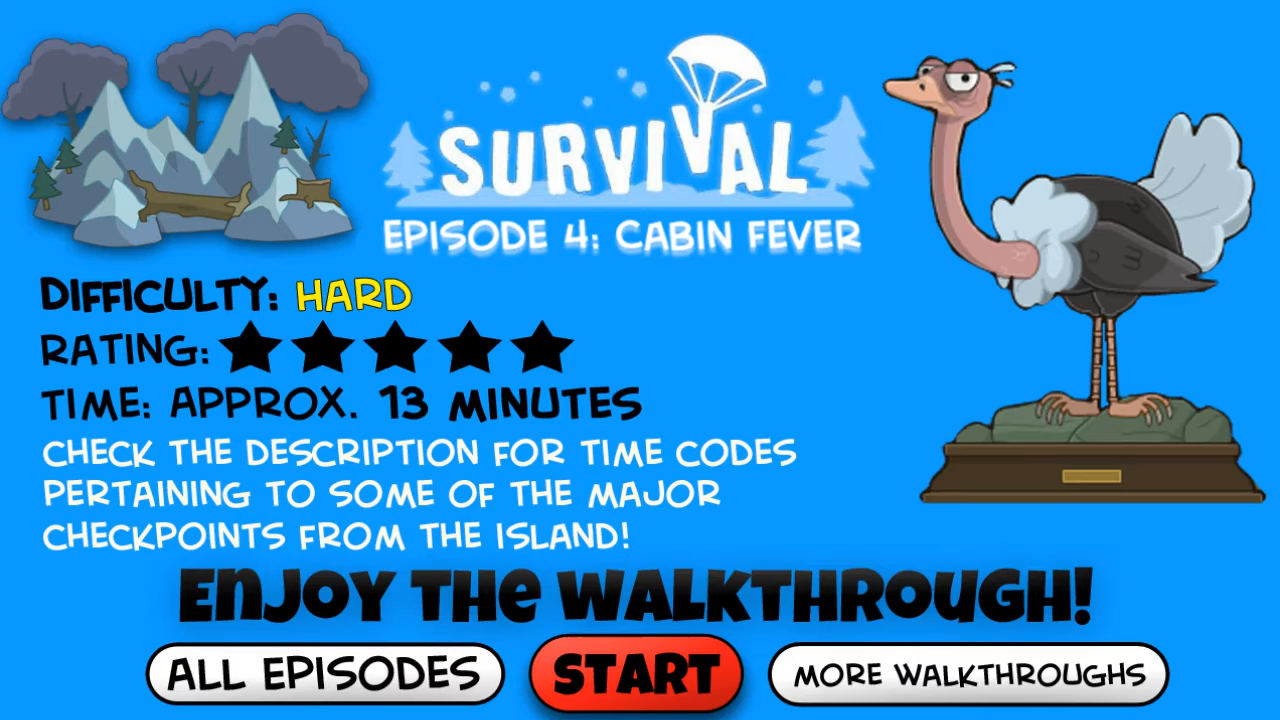 SURVIVAL
EPISODE 4: CABIN FEVER
DIFFICULTY: HARD
RATING:
TIME: APPROX. 13 MINUTES
CHECK THE DESCRIPTION FOR TIME CODES
PERTAINING TO SOME OF THE MAJOR
CHECKPOINTS FROM THE ISLAND!
ENJOY THE WALKTHROUGH!
ALL EPISODES
START
MORE WALKTHROUGHS